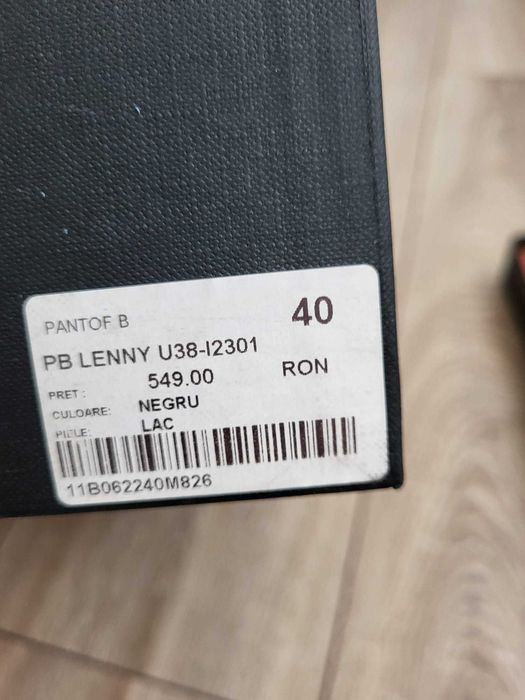 PANTOF B 40
PB LENNY U38-I2301
PRET: 549.00 RON
CULOARE: NEGRU
PIELE: LAC
11B062240M826